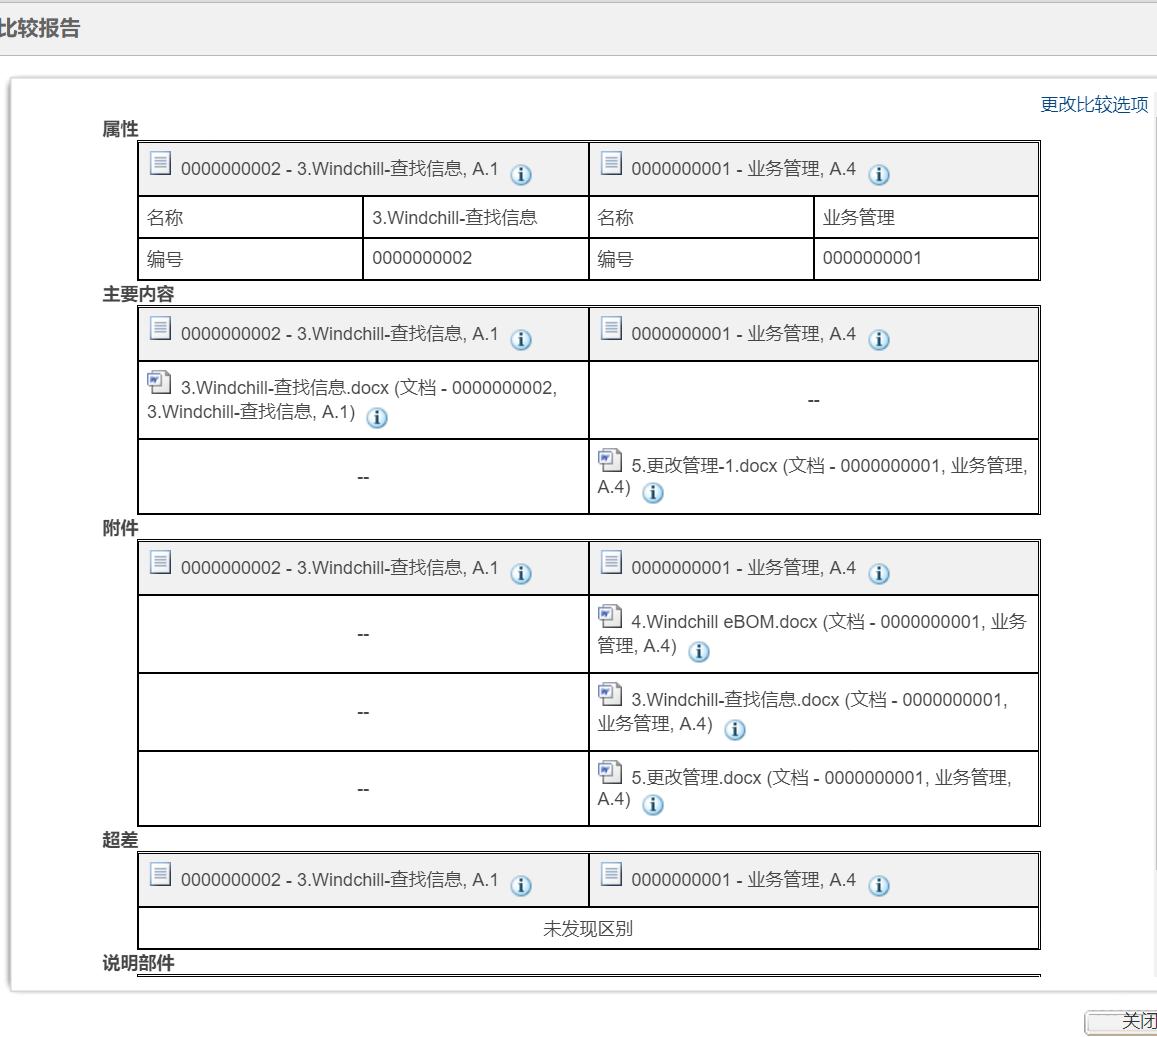 比较报告
更改比较选项
属性
0000000002 - 3.Windchill-查找信息, A.1 0000000001 - 业务管理, A.4
名称 3.Windchill-查找信息 名称 业务管理
编号 0000000002 编号 0000000001
主要内容
0000000002 - 3.Windchill-查找信息, A.1 0000000001 - 业务管理, A.4
3.Windchill-查找信息.docx (文档 - 0000000002,
3.Windchill-查找信息, A.1)
--
--
5.更改管理-1.docx (文档 - 0000000001, 业务管理,
A.4)
附件
0000000002 - 3.Windchill-查找信息, A.1 0000000001 - 业务管理, A.4
--
4.Windchill eBOM.docx (文档 - 0000000001, 业务
管理, A.4)
--
3.Windchill-查找信息.docx (文档 - 0000000001,
业务管理, A.4)
--
5.更改管理.docx (文档 - 0000000001, 业务管理,
A.4)
超差
0000000002 - 3.Windchill-查找信息, A.1 0000000001 - 业务管理, A.4
未发现区别
说明部件
关闭